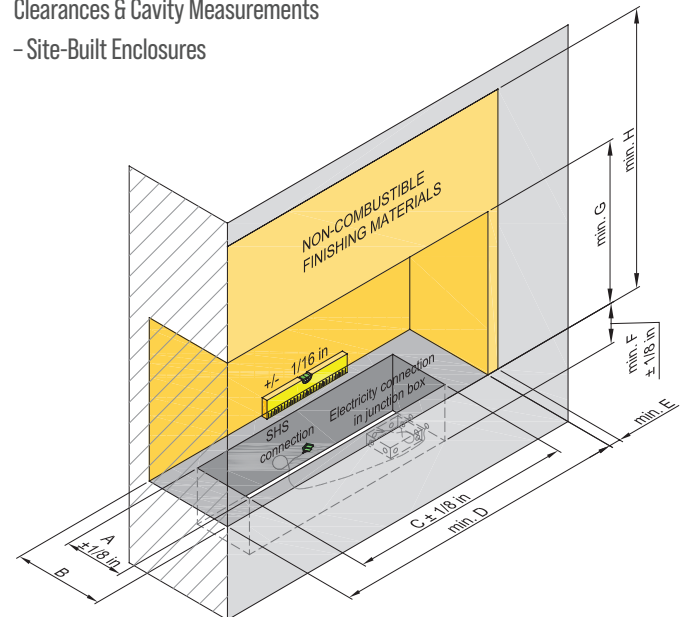 Clearances & Cavity Measurements
– Site-Built Enclosures
min. H
NON-COMBUSTIBLE
FINISHING MATERIALS
min. G
min. F
± 1/8 in
+/- 1/16 in
Electricity connection
in junction box
SHS
connection
min. E
C ± 1/8 in
min. D
A
±1/8 in
B